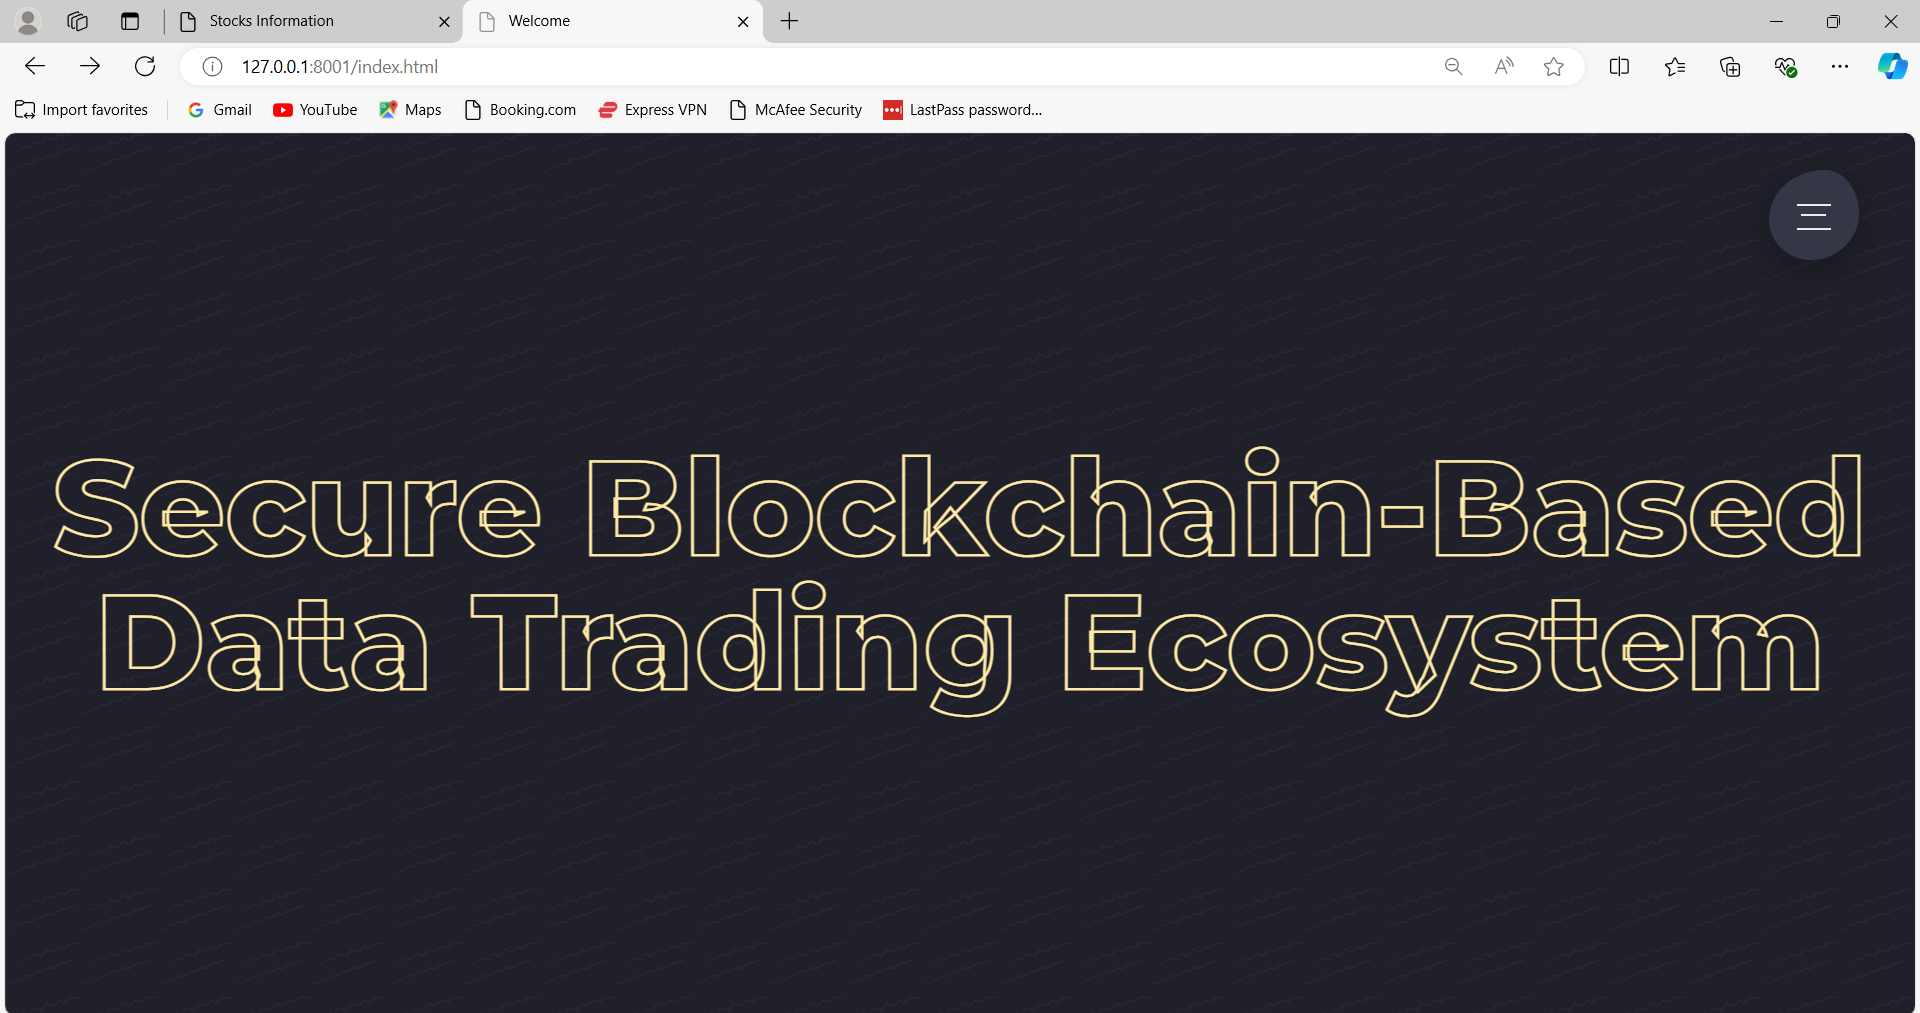 Stocks Information
Welcome
127.0.0.1:8001/index.html
Import favorites
Gmail
YouTube
Maps
Booking.com
Express VPN
McAfee Security
LastPass password...
Secure Blockchain-Based
Data Trading Ecosystem